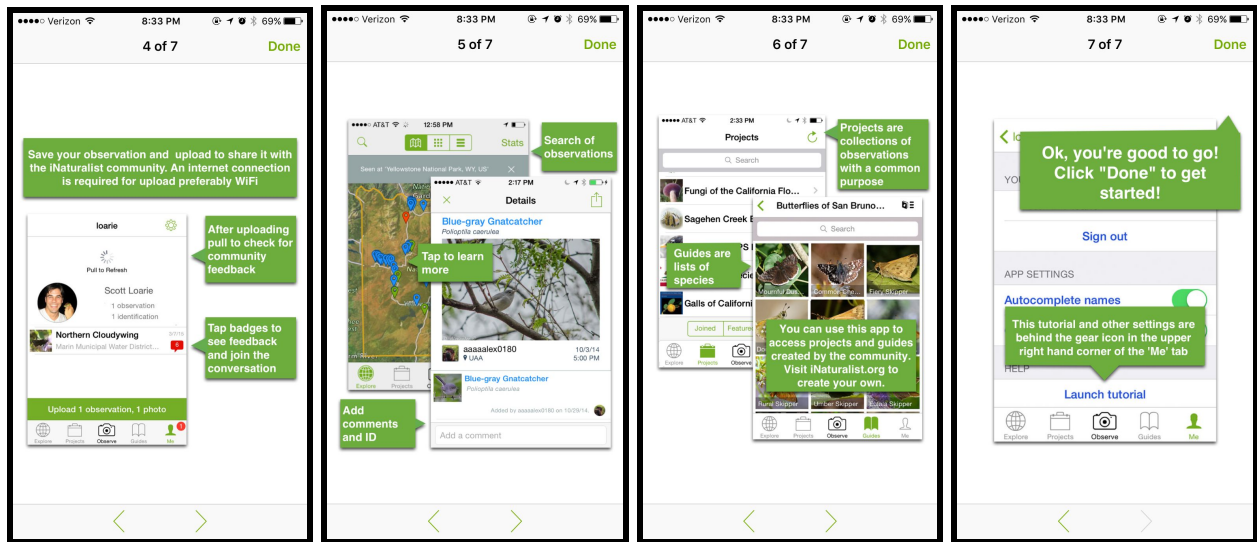 Verizon 8:33 PM 69%
4 of 7 Done
Save your observation and upload to share it with
the iNaturalist community. An internet connection
is required for upload preferably WiFi
loarie
Pull to Refresh
After uploading
pull to check for
community
feedback
Scott Loarie
1 observation
1 identification
Northern Cloudywing
Marin Municipal Water District...
6
Tap badges to
see feedback
and join the
conversation
Upload 1 observation, 1 photo
Explore Projects Observe Guides Me
1
Verizon 8:33 PM 69%
5 of 7 Done
AT&T 12:58 PM
Stats
Search of
observations
Seen at 'Yellowstone National Park, WY, US'
AT&T 2:17 PM
Details
Blue-gray Gnatcatcher
Polioptila caerulea
Tap to learn
more
aaaaalex0180 10/3/14
UAA 5:00 PM
Blue-gray Gnatcatcher
Polioptila caerulea
Added by aaaaalex0180 on 10/29/14.
Add
comments
and ID
Add a comment
Explore Projects
Verizon 8:33 PM 69%
6 of 7 Done
AT&T 2:33 PM
Projects
Search
Projects are
collections of
observations
with a common
purpose
Fungi of the California Flo...
Sagehen Creek
Butterflies of San Bruno...
Search
Guides are
lists of
species
Galls of Californi
Common
Fiery Skipper
Joined Feature
You can use this app to
access projects and guides
created by the community.
Visit iNaturalist.org to
create your own.
Rural Skipper Umber Skipper Eufala Skipper
Explore Projects
Explore Projects Observe Guides Me
Verizon 8:33 PM 69%
7 of 7 Done
Ok, you're good to go!
Click "Done" to get
started!
YOU
Sign out
APP SETTINGS
Autocomplete names
This tutorial and other settings are
behind the gear icon in the upper
right hand corner of the 'Me' tab
HELP
Launch tutorial
Explore Projects Observe Guides Me